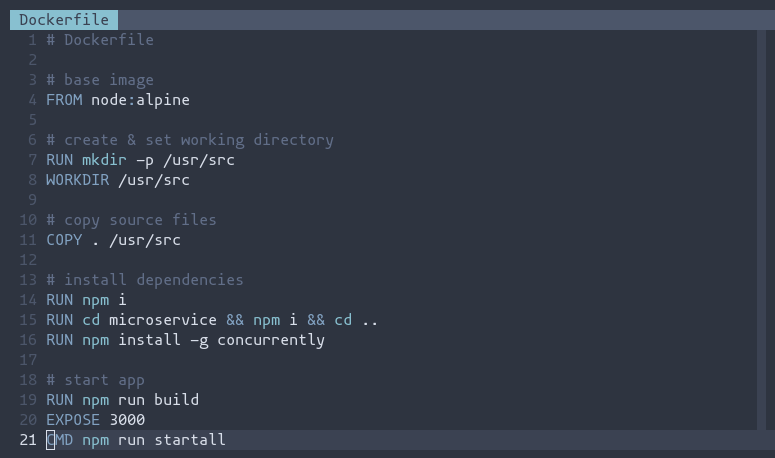 Dockerfile
1 # Dockerfile
2
3 # base image
4 FROM node:alpine
5
6 # create & set working directory
7 RUN mkdir -p /usr/src
8 WORKDIR /usr/src
9
10 # copy source files
11 COPY . /usr/src
12
13 # install dependencies
14 RUN npm i
15 RUN cd microservice && npm i && cd ..
16 RUN npm install -g concurrently
17
18 # start app
19 RUN npm run build
20 EXPOSE 3000
21 CMD npm run startall